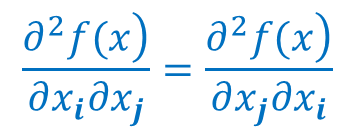 ∂²f(x)/∂xᵢ∂xⱼ = ∂²f(x)/∂xⱼ∂xᵢ